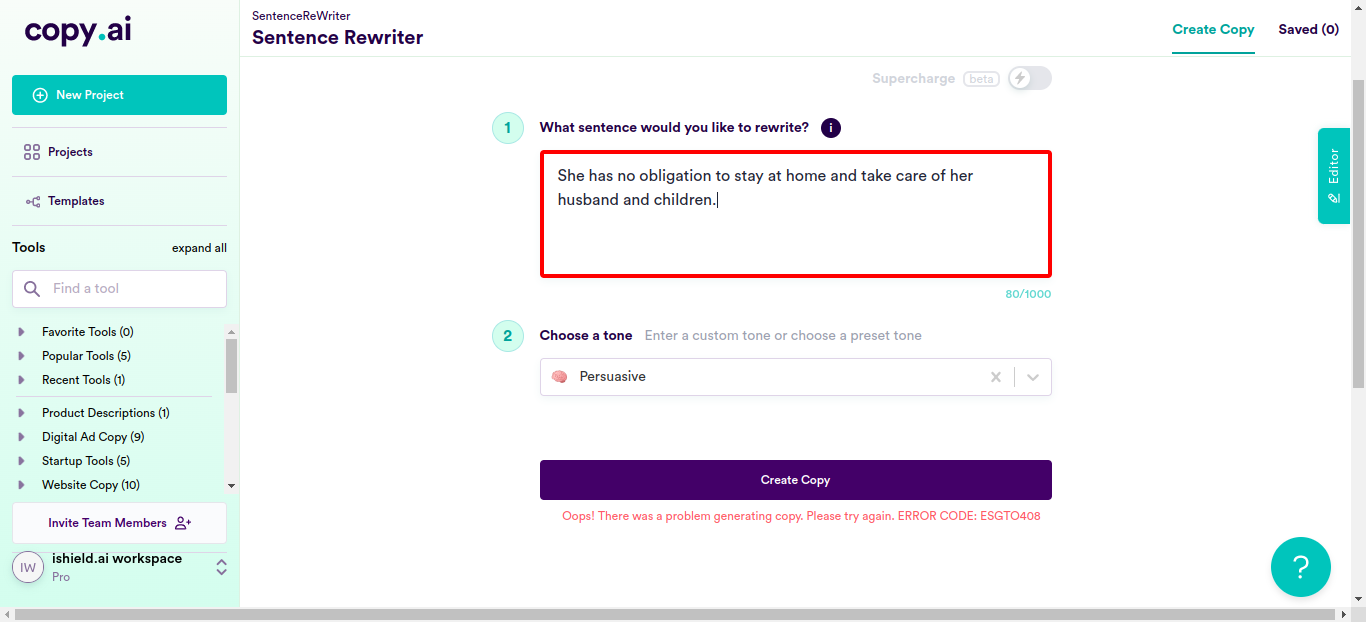 copy.ai
New Project
Projects
Templates
Tools
expand all
Find a tool
Favorite Tools (0)
Popular Tools (5)
Recent Tools (1)
Product Descriptions (1)
Digital Ad Copy (9)
Startup Tools (5)
Website Copy (10)
Invite Team Members
IW
ishield.ai workspace
Pro
SentenceReWriter
Sentence Rewriter
Create Copy
Saved (0)
Supercharge beta
1
What sentence would you like to rewrite? i
She has no obligation to stay at home and take care of her
husband and children.
80/1000
2
Choose a tone Enter a custom tone or choose a preset tone
Persuasive
Create Copy
Oops! There was a problem generating copy. Please try again. ERROR CODE: ESGTO408
Editor
?